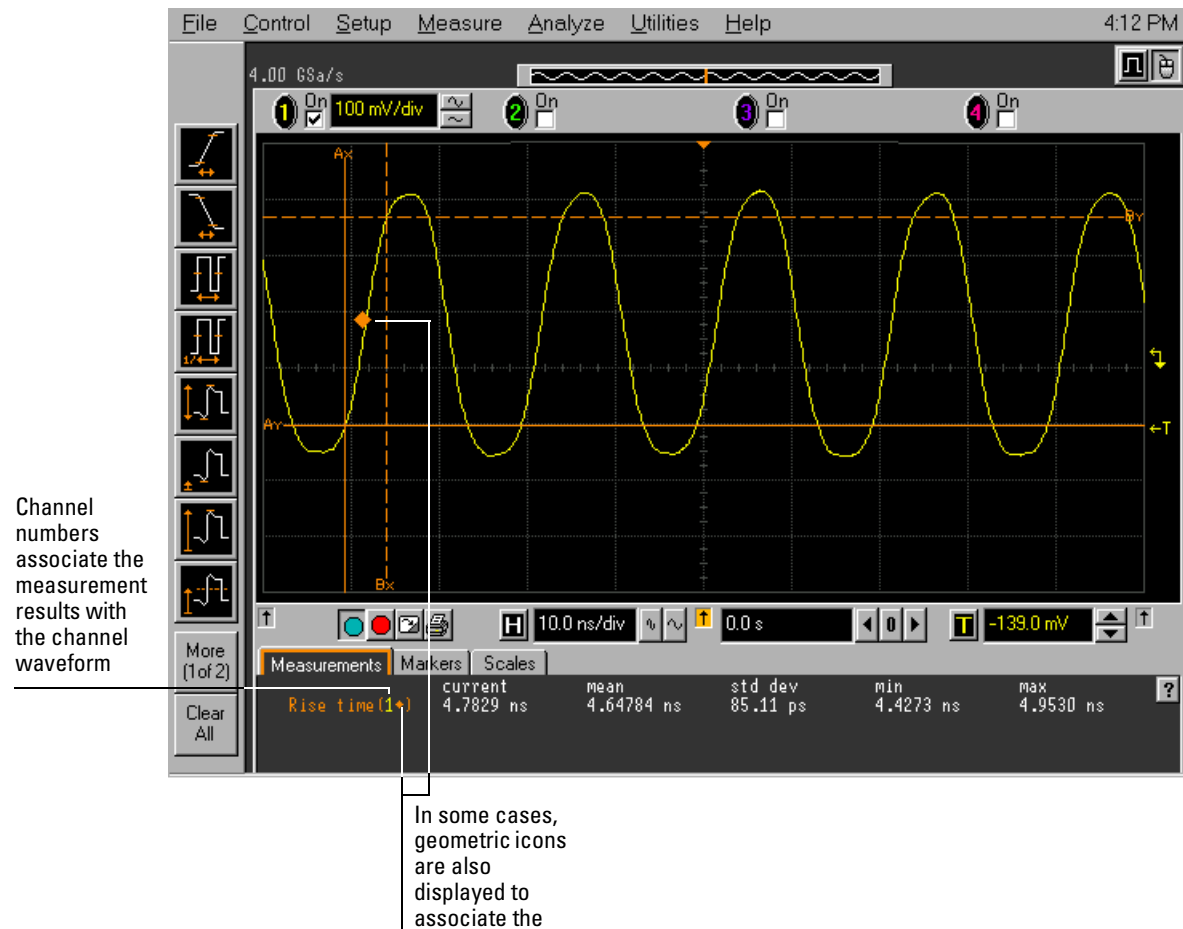 File Control Setup Measure Analyze Utilities Help 4:12 PM
4.00 GSa/s
1 On 100 mV/div 2 On 3 On 4 On
Ax
By
Ay
←T
Bx
1/
H 10.0 ns/div 0.0 s 0 T -139.0 mV
More
(1of 2)
Clear
All
Measurements Markers Scales
current mean std dev min max ?
Rise time(1◆) 4.7829 ns 4.64784 ns 85.11 ps 4.4273 ns 4.9530 ns
Channel
numbers
associate the
measurement
results with
the channel
waveform
In some cases,
geometric icons
are also
displayed to
associate the